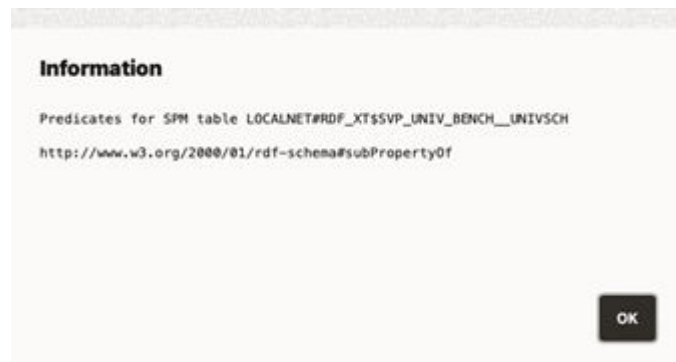 Information
Predicates for SPM table LOCALNET#RDF_XT$SVP_UNIV_BENCH__UNIVSCH
http://www.w3.org/2000/01/rdf-schema#subPropertyOf
OK